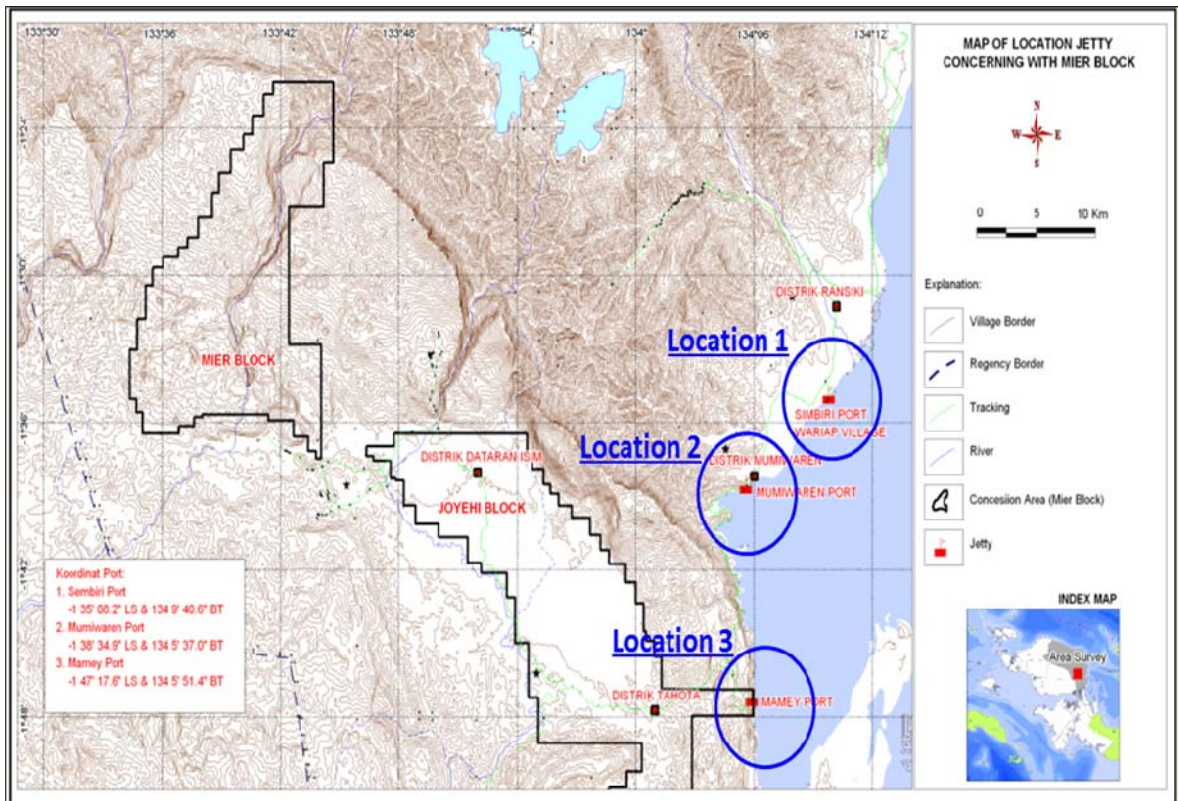 133°30'
133°36'
133°42'
133°48'
134°
134°06'
134°12'
-1°24'
-1°30'
-1°36'
-1°42'
-1°48'
MIER BLOCK
DISTRIK RANSIKI
Location 1
SIMBIRI PORT
WARIAP VILLAGE
Location 2
DISTRIK MUMIWAREN
MUMIWAREN PORT
DISTRIK DATARAN ISIM
JOYEHI BLOCK
Location 3
DISTRIK TAHOTA
MAMEY PORT
Koordinat Port:
1. Sembiri Port
-1 35' 08.2" LS & 134 9' 40.6" BT
2. Mumiwaren Port
-1 38' 34.9" LS & 134 5' 37.0" BT
3. Mamey Port
-1 47' 17.6" LS & 134 5' 51.4" BT
MAP OF LOCATION JETTY
CONCERNING WITH MIER BLOCK
N
W E
S
0 5 10 Km
Explanation:
Village Border
Regency Border
Tracking
River
Concesiion Area (Mier Block)
Jetty
INDEX MAP
Area Survey